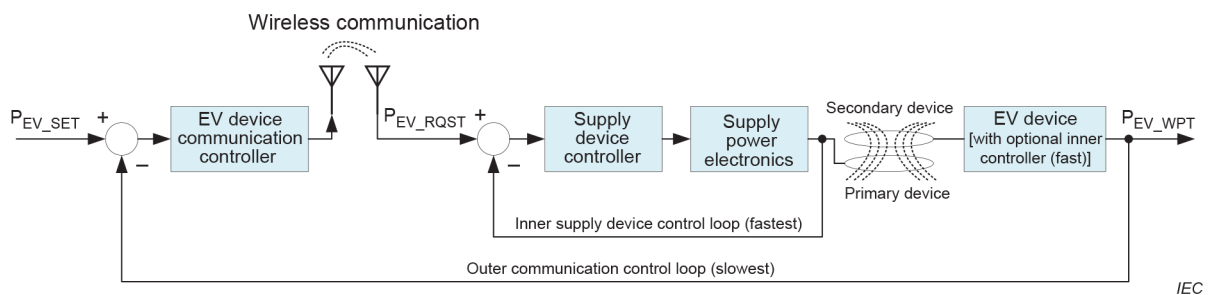 Wireless communication
P_EV_SET
+
−
EV device
communication
controller
P_EV_RQST
+
−
Supply
device
controller
Supply
power
electronics
Secondary device
Primary device
EV device
[with optional inner
controller (fast)]
P_EV_WPT
Inner supply device control loop (fastest)
Outer communication control loop (slowest)
IEC